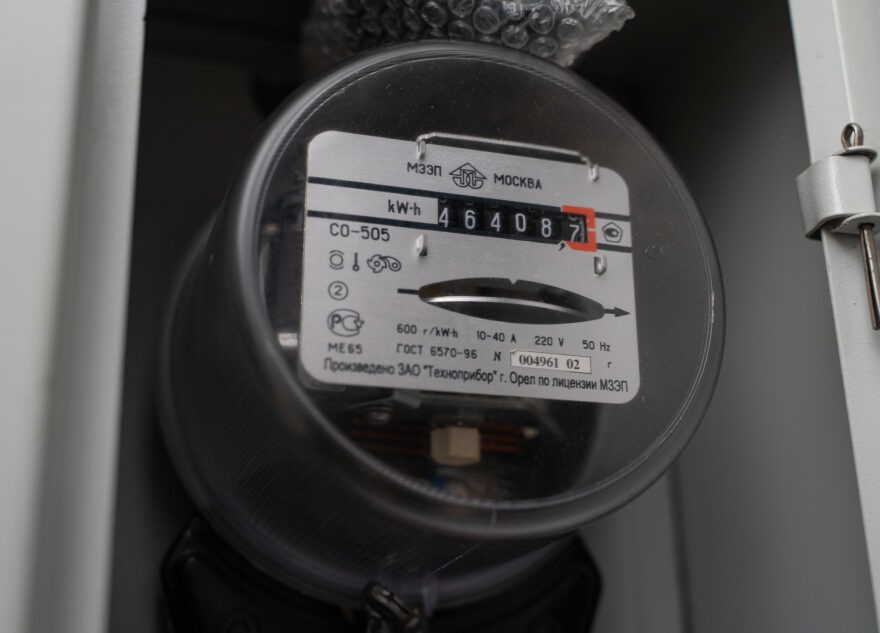 МЗЭП МОСКВА
kW·h 464087
СО-505
2
РС
МЕ65
600 r/kW·h 10-40 A 220 V 50 Hz
ГОСТ 6570-96 N 004961 02 г
Произведено ЗАО "Техноприбор" г. Орел по лицензии МЗЭП